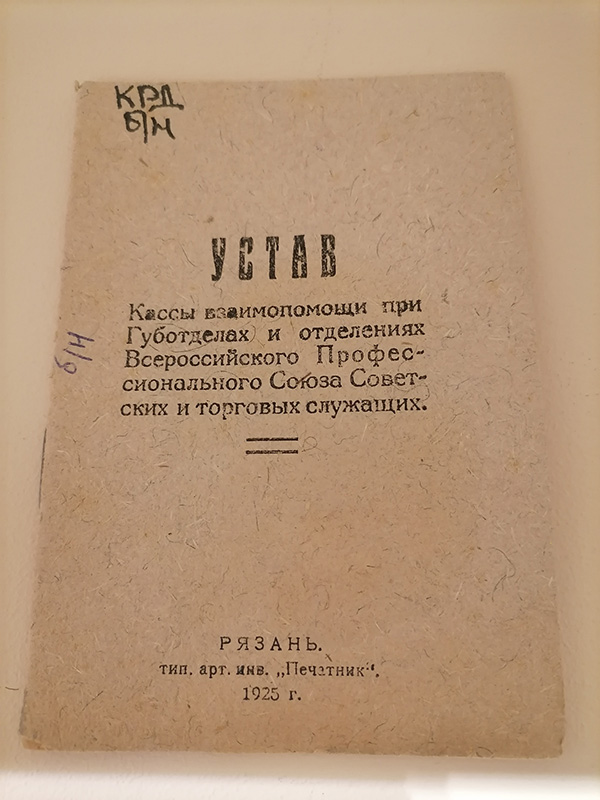 КРД
б/н
УСТАВ
Кассы взаимопомощи при
Губотделах и отделениях
Всероссийского Профес-
сионального Союза Совет-
ских и торговых служащих.
б/н
РЯЗАНЬ.
тип. арт. инв. „Печатник“.
1925 г.